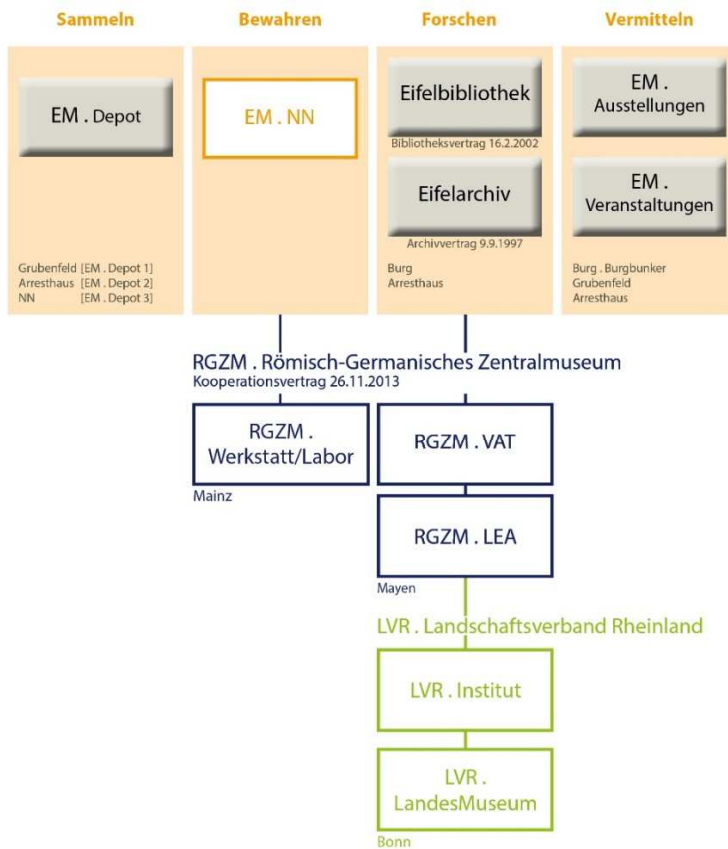 Sammeln
Bewahren
Forschen
Vermitteln
EM . Depot
EM . NN
Eifelbibliothek
Bibliotheksvertrag 16.2.2002
Eifelarchiv
Archivvertrag 9.9.1997
EM .
Ausstellungen
EM .
Veranstaltungen
Grubenfeld [EM . Depot 1]
Arresthaus [EM . Depot 2]
NN [EM . Depot 3]
Burg
Arresthaus
Burg . Burgbunker
Grubenfeld
Arresthaus
RGZM . Römisch-Germanisches Zentralmuseum
Kooperationsvertrag 26.11.2013
RGZM .
Werkstatt/Labor
Mainz
RGZM . VAT
RGZM . LEA
Mayen
LVR . Landschaftsverband Rheinland
LVR . Institut
LVR .
LandesMuseum
Bonn